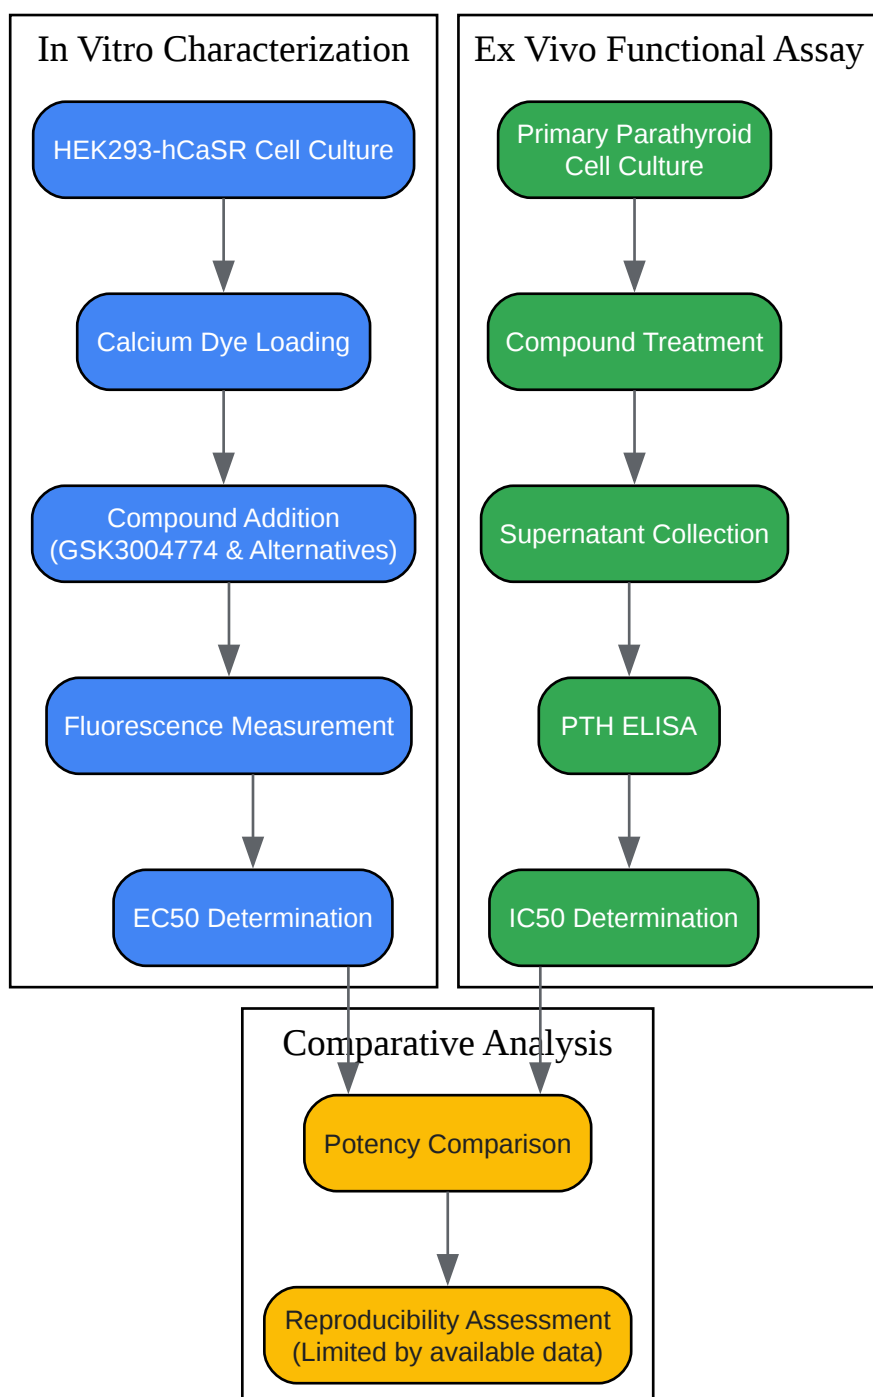 In Vitro Characterization
HEK293-hCaSR Cell Culture
Calcium Dye Loading
Compound Addition
(GSK3004774 & Alternatives)
Fluorescence Measurement
EC50 Determination
Ex Vivo Functional Assay
Primary Parathyroid
Cell Culture
Compound Treatment
Supernatant Collection
PTH ELISA
IC50 Determination
Comparative Analysis
Potency Comparison
Reproducibility Assessment
(Limited by available data)